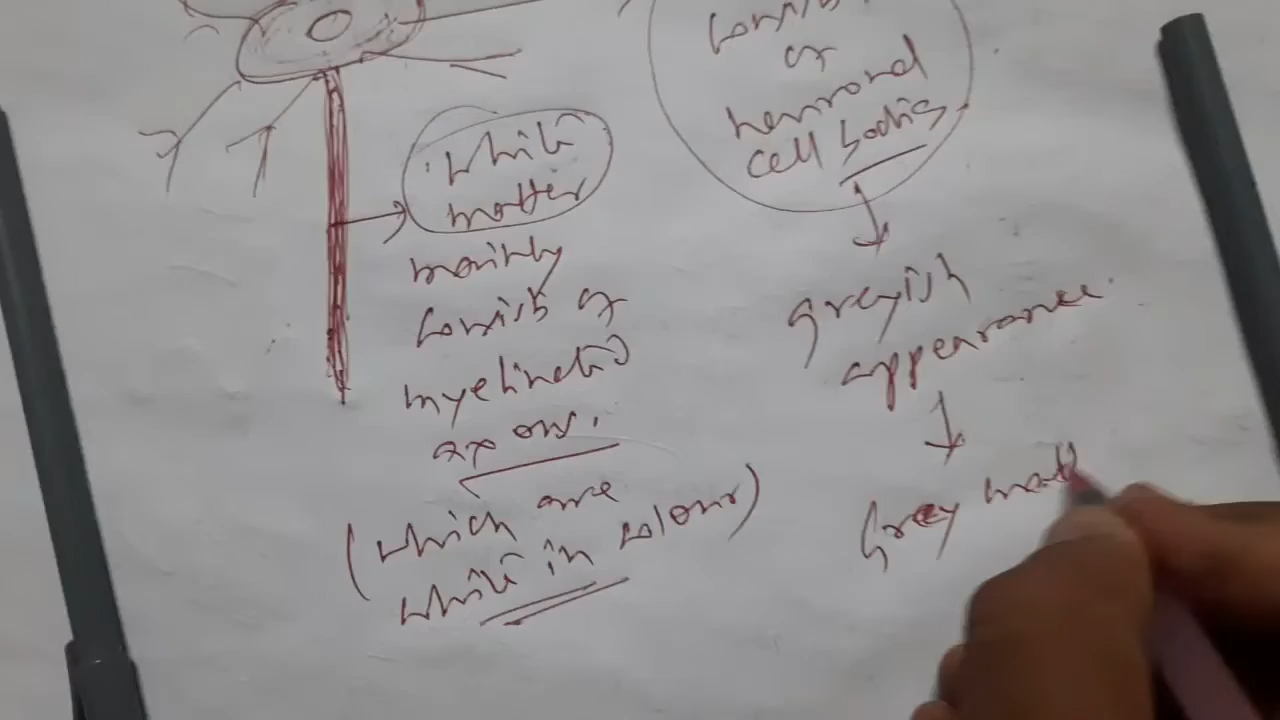 white
matter
mainly
consists of
myelinated
axons.
(which are
white in colour)
consists
of
neuronal
cell bodies
greyish
appearance.
Grey matt